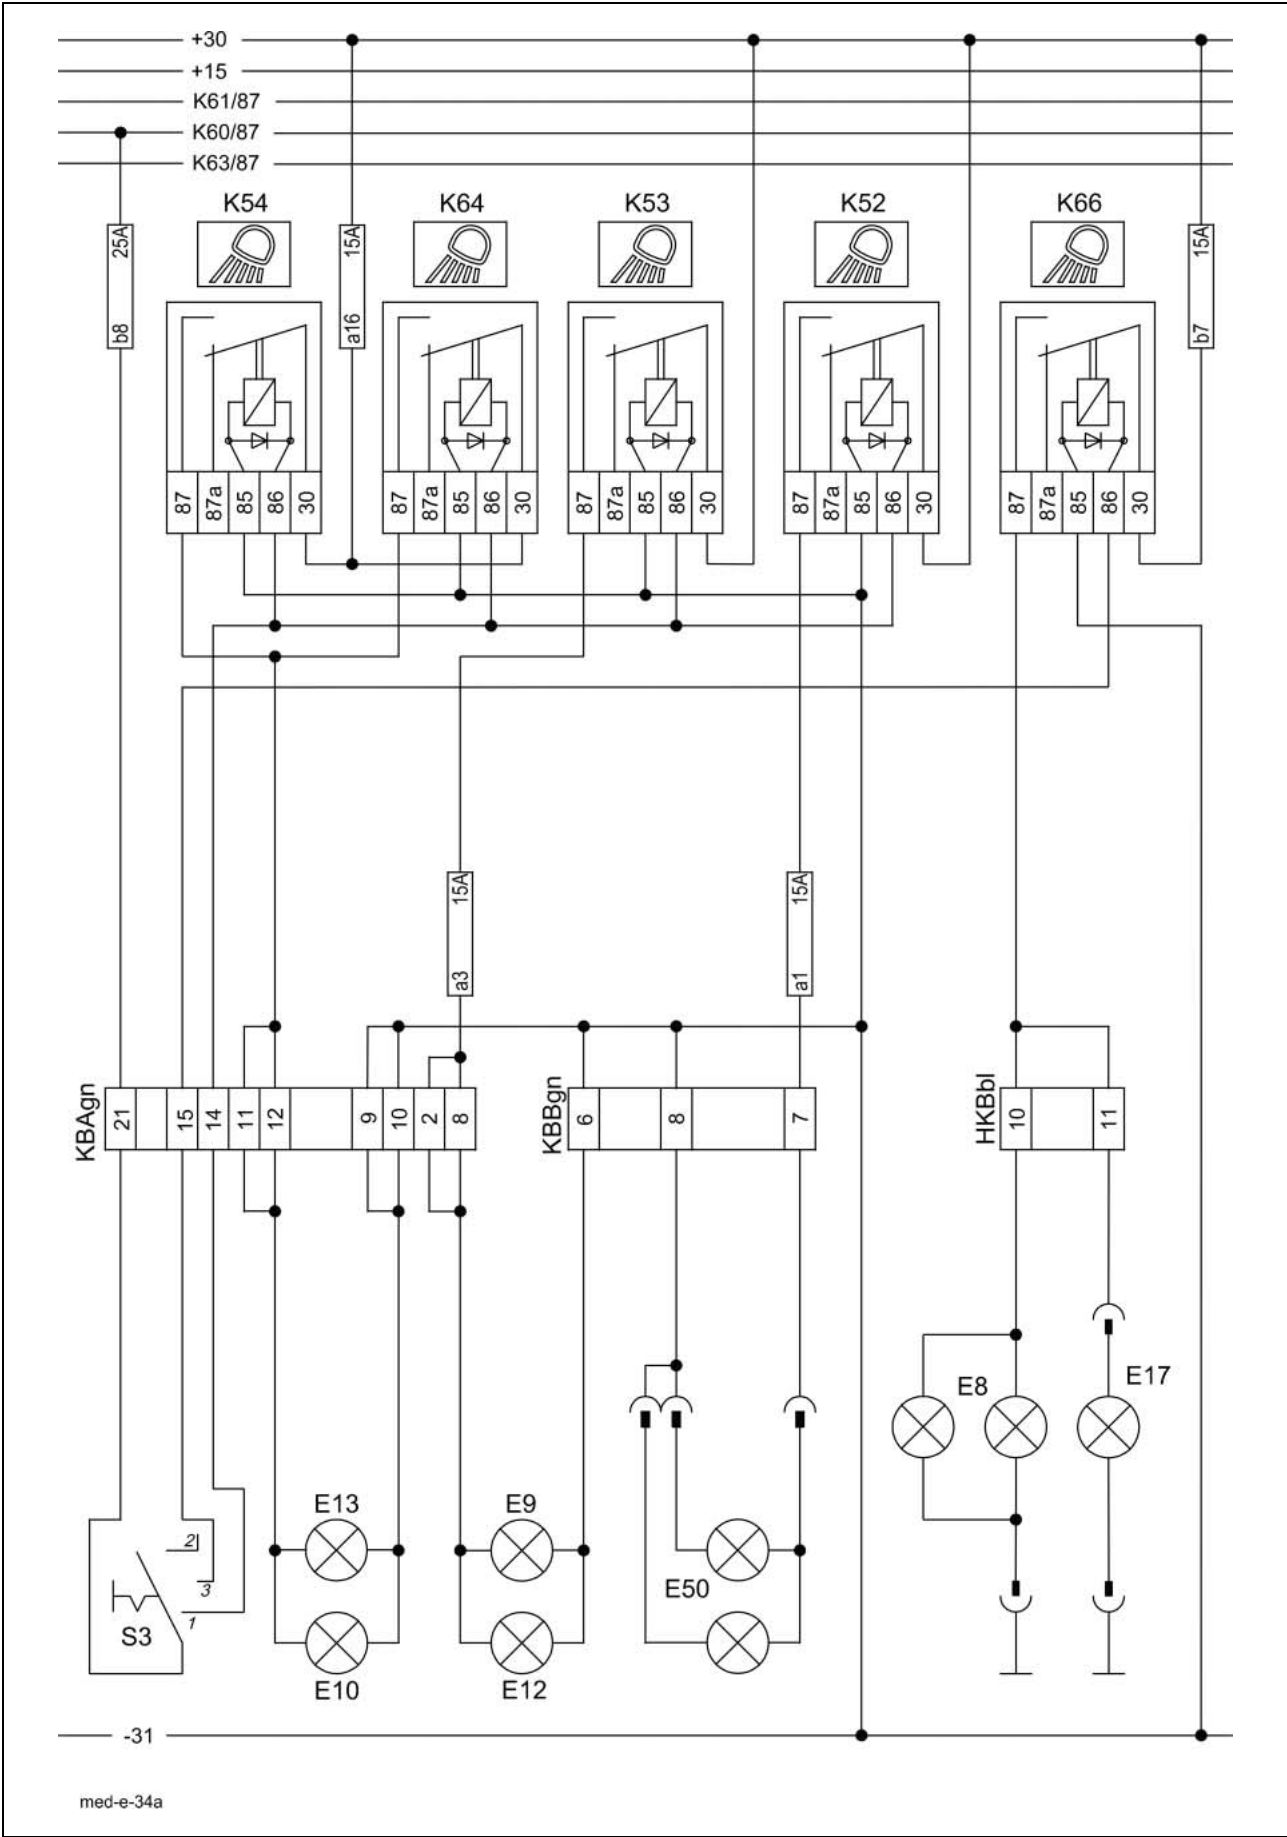 +30
+15
K61/87
K60/87
K63/87
K54 K64 K53 K52 K66
25A b8
15A a16
15A b7
87 87a 85 86 30
87 87a 85 86 30
87 87a 85 86 30
87 87a 85 86 30
87 87a 85 86 30
15A a3
15A a1
KBAgn 21 15 14 11 12 9 10 2 8
KBBgn 6 8 7
HKBbl 10 11
E17
E8
E13 E9
2
E50
3
1
S3
E10 E12
-31
med-e-34a